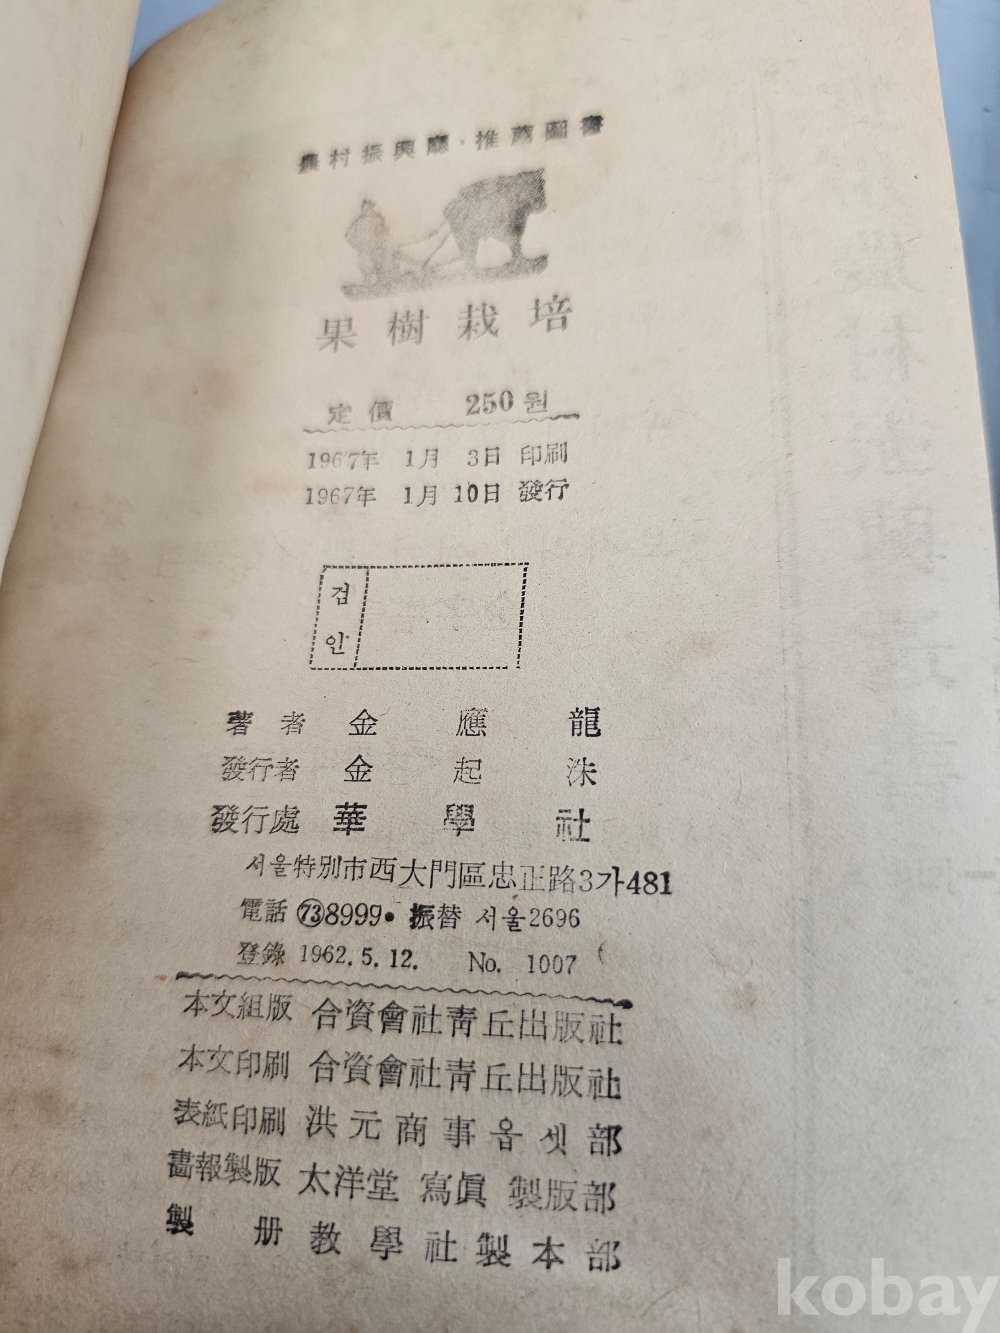 農村振興廳·推薦圖書
果樹栽培
定價 250원
1967年 1月 3日 印刷
1967年 1月 10日 發行
검
인
著者 金應龍
發行者 金起洙
發行處 華學社
서울特別市西大門區忠正路3가481
電話 ㉓8999• 振替 서울2696
登錄 1962. 5. 12. No. 1007
本文組版 合資會社靑丘出版社
本文印刷 合資會社靑丘出版社
表紙印刷 洪元商事옵셋部
畵報製版 太洋堂 寫眞 製版部
製册 教學社製本部
kobay